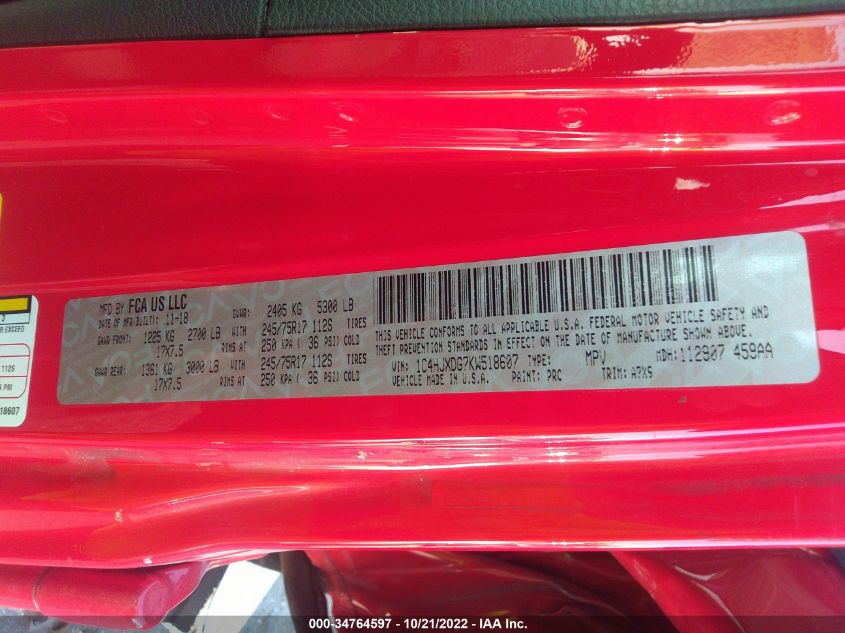 MFD BY FCA US LLC
DATE OF MFR(BUILT): 11-18 GVWR: 2405 KG 5300 LB
GAWR FRONT: 1225 KG 2700 LB WITH 245/75R17 112S TIRES
17X7.5 RIMS AT 250 KPA ( 36 PSI) COLD
GAWR REAR: 1361 KG 3000 LB WITH 245/75R17 112S TIRES
17X7.5 RIMS AT 250 KPA ( 36 PSI) COLD
THIS VEHICLE CONFORMS TO ALL APPLICABLE U.S.A. FEDERAL MOTOR VEHICLE SAFETY AND
THEFT PREVENTION STANDARDS IN EFFECT ON THE DATE OF MANUFACTURE SHOWN ABOVE.
VIN: 1C4HJXDG7KW518607 TYPE: MPV MDH:112907 459AA
VEHICLE MADE IN U.S.A. PAINT: PRC TRIM: A7X9
EXCEED
112S
PSI
18607
000-34764597 - 10/21/2022 - IAA Inc.